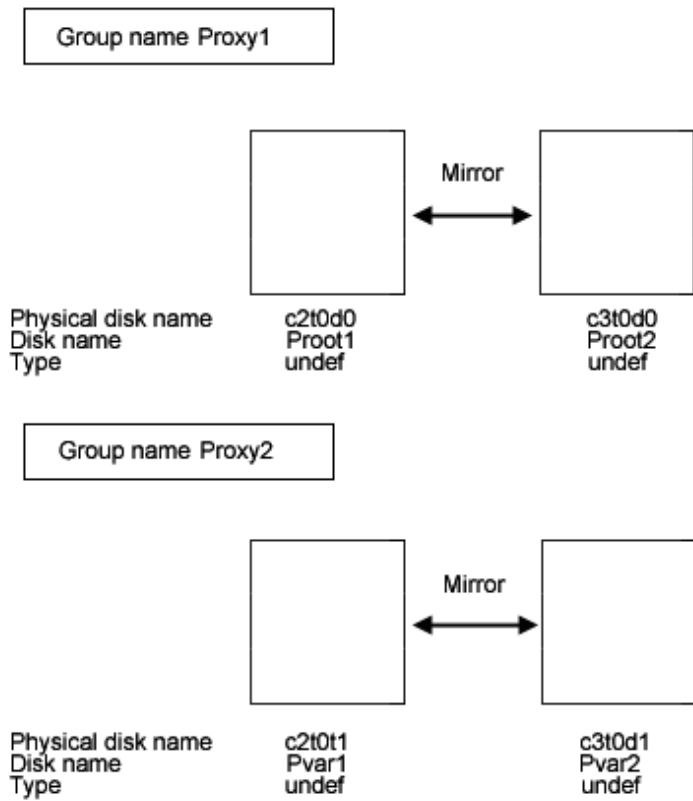 Group name Proxy1
Mirror
Physical disk name c2t0d0 c3t0d0
Disk name Proot1 Proot2
Type undef undef
Group name Proxy2
Mirror
Physical disk name c2t0t1 c3t0d1
Disk name Pvar1 Pvar2
Type undef undef